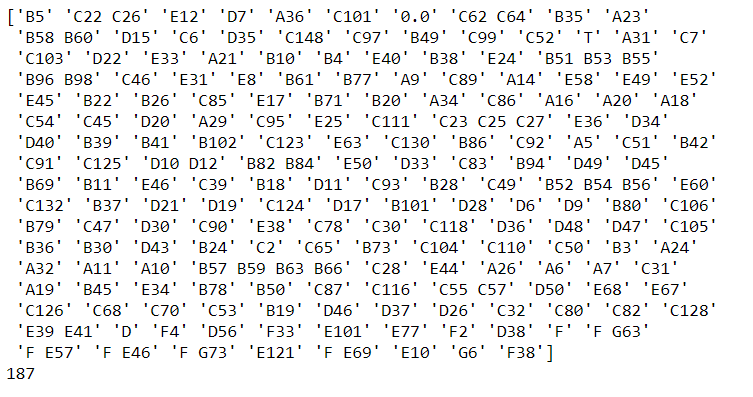 ['B5' 'C22 C26' 'E12' 'D7' 'A36' 'C101' '0.0' 'C62 C64' 'B35' 'A23'
'B58 B60' 'D15' 'C6' 'D35' 'C148' 'C97' 'B49' 'C99' 'C52' 'T' 'A31' 'C7'
'C103' 'D22' 'E33' 'A21' 'B10' 'B4' 'E40' 'B38' 'E24' 'B51 B53 B55'
'B96 B98' 'C46' 'E31' 'E8' 'B61' 'B77' 'A9' 'C89' 'A14' 'E58' 'E49' 'E52'
'E45' 'B22' 'B26' 'C85' 'E17' 'B71' 'B20' 'A34' 'C86' 'A16' 'A20' 'A18'
'C54' 'C45' 'D20' 'A29' 'C95' 'E25' 'C111' 'C23 C25 C27' 'E36' 'D34'
'D40' 'B39' 'B41' 'B102' 'C123' 'E63' 'C130' 'B86' 'C92' 'A5' 'C51' 'B42'
'C91' 'C125' 'D10 D12' 'B82 B84' 'E50' 'D33' 'C83' 'B94' 'D49' 'D45'
'B69' 'B11' 'E46' 'C39' 'B18' 'D11' 'C93' 'B28' 'C49' 'B52 B54 B56' 'E60'
'C132' 'B37' 'D21' 'D19' 'C124' 'D17' 'B101' 'D28' 'D6' 'D9' 'B80' 'C106'
'B79' 'C47' 'D30' 'C90' 'E38' 'C78' 'C30' 'C118' 'D36' 'D48' 'D47' 'C105'
'B36' 'B30' 'D43' 'B24' 'C2' 'C65' 'B73' 'C104' 'C110' 'C50' 'B3' 'A24'
'A32' 'A11' 'A10' 'B57 B59 B63 B66' 'C28' 'E44' 'A26' 'A6' 'A7' 'C31'
'A19' 'B45' 'E34' 'B78' 'B50' 'C87' 'C116' 'C55 C57' 'D50' 'E68' 'E67'
'C126' 'C68' 'C70' 'C53' 'B19' 'D46' 'D37' 'D26' 'C32' 'C80' 'C82' 'C128'
'E39 E41' 'D' 'F4' 'D56' 'F33' 'E101' 'E77' 'F2' 'D38' 'F' 'F G63'
'F E57' 'F E46' 'F G73' 'E121' 'F E69' 'E10' 'G6' 'F38']
187